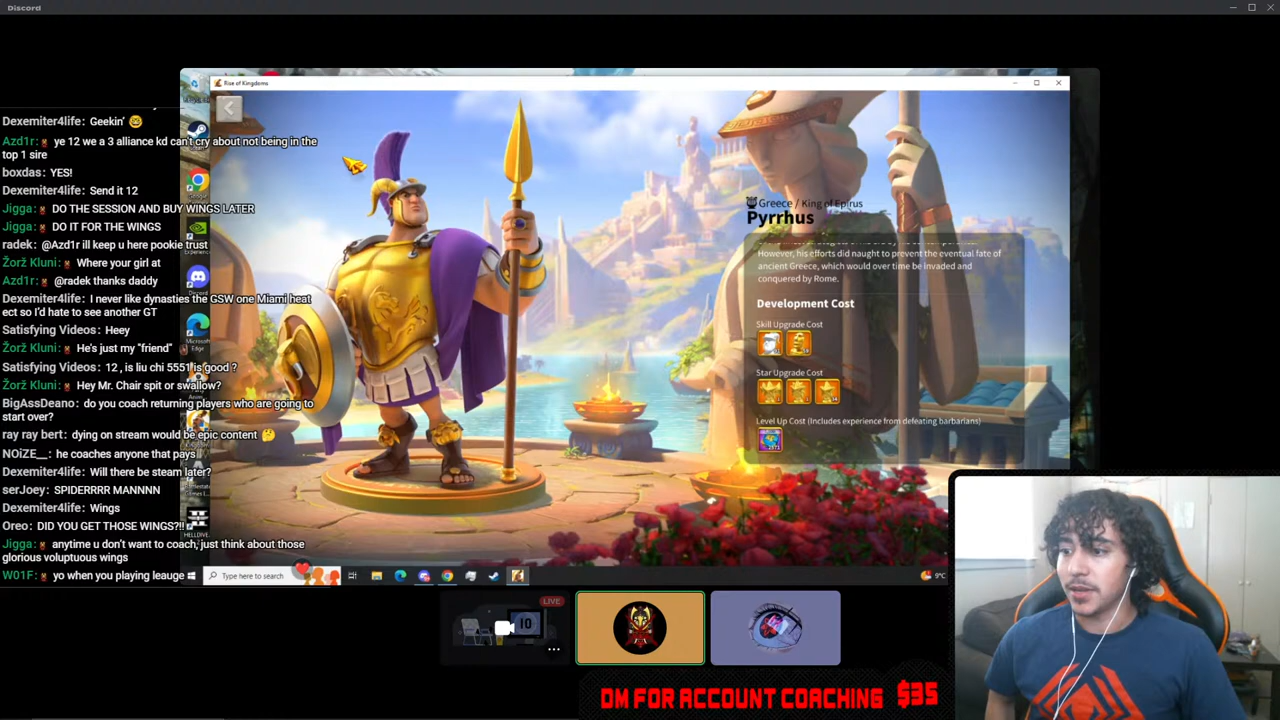 Discord
Rise of Kingdoms
Dexemiter4life: Geekin' 🤓
Azd1r: ye 12 we a 3 alliance kd can't cry about not being in the
top 1 sire
boxdas: YES!
Dexemiter4life: Send it 12
Jigga: DO THE SESSION AND BUY WINGS LATER
Jigga: DO IT FOR THE WINGS
radek: @Azd1r ill keep u here pookie trust
Žorž Kluni: Where your girl at
Azd1r: @radek thanks daddy
Dexemiter4life: I never like dynasties the GSW one Miami heat
ect so I'd hate to see another GT
Satisfying Videos: Heey
Žorž Kluni: He's just my "friend"
Satisfying Videos: 12 , is liu chi 5551 is good ?
Žorž Kluni: Hey Mr. Chair spit or swallow?
BigAssDeano: do you coach returning players who are going to
start over?
ray ray bert: dying on stream would be epic content 🤔
NOiZE__: he coaches anyone that pays
Dexemiter4life: Will there be steam later?
serJoey: SPIDERRRR MANNNN
Dexemiter4life: Wings
Oreo: DID YOU GET THOSE WINGS?!!
Jigga: anytime u don't want to coach, just think about those
glorious voluptuous wings
W01F: yo when you playing leauge
Greece / King of Epirus
Pyrrhus
However, his efforts did naught to prevent the eventual fate of
ancient Greece, which would over time be invaded and
conquered by Rome.
Development Cost
Skill Upgrade Cost
Star Upgrade Cost
Level Up Cost (Includes experience from defeating barbarians)
Microsoft
Edge
Type here to search
9°C
LIVE
10
DM FOR ACCOUNT COACHING $35